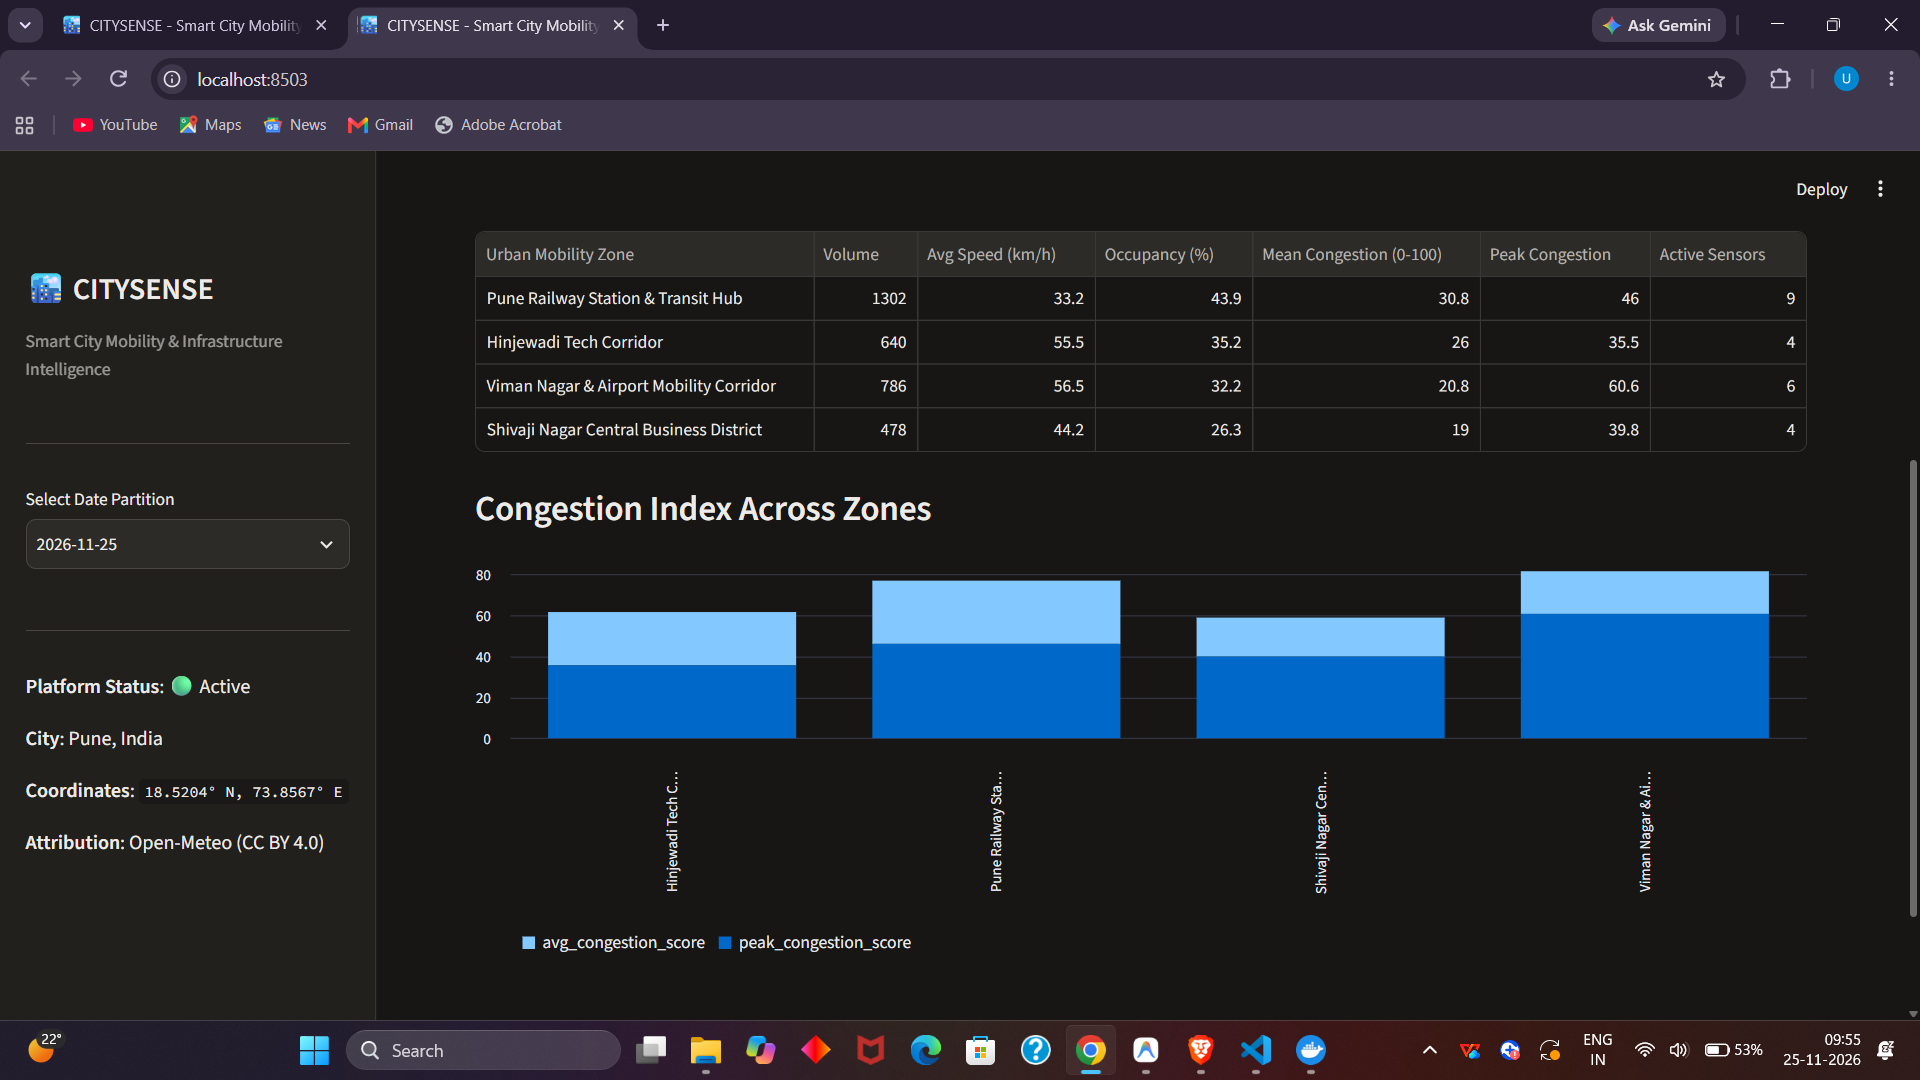 CITYSENSE - Smart City Mobility
CITYSENSE - Smart City Mobility
Ask Gemini
localhost:8503
U
YouTube
Maps
News
Gmail
Adobe Acrobat
Deploy
CITYSENSE
Smart City Mobility & Infrastructure
Intelligence
Select Date Partition
2026-11-25
Platform Status: Active
City: Pune, India
Coordinates: 18.5204° N, 73.8567° E
Attribution: Open-Meteo (CC BY 4.0)
Urban Mobility Zone Volume Avg Speed (km/h) Occupancy (%) Mean Congestion (0-100) Peak Congestion Active Sensors
Pune Railway Station & Transit Hub 1302 33.2 43.9 30.8 46 9
Hinjewadi Tech Corridor 640 55.5 35.2 26 35.5 4
Viman Nagar & Airport Mobility Corridor 786 56.5 32.2 20.8 60.6 6
Shivaji Nagar Central Business District 478 44.2 26.3 19 39.8 4
Congestion Index Across Zones
80
60
40
20
0
Hinjewadi Tech C...
Pune Railway Sta...
Shivaji Nagar Cen...
Viman Nagar & Ai...
avg_congestion_score peak_congestion_score
22°
Search
ENG
IN
53%
09:55
25-11-2026